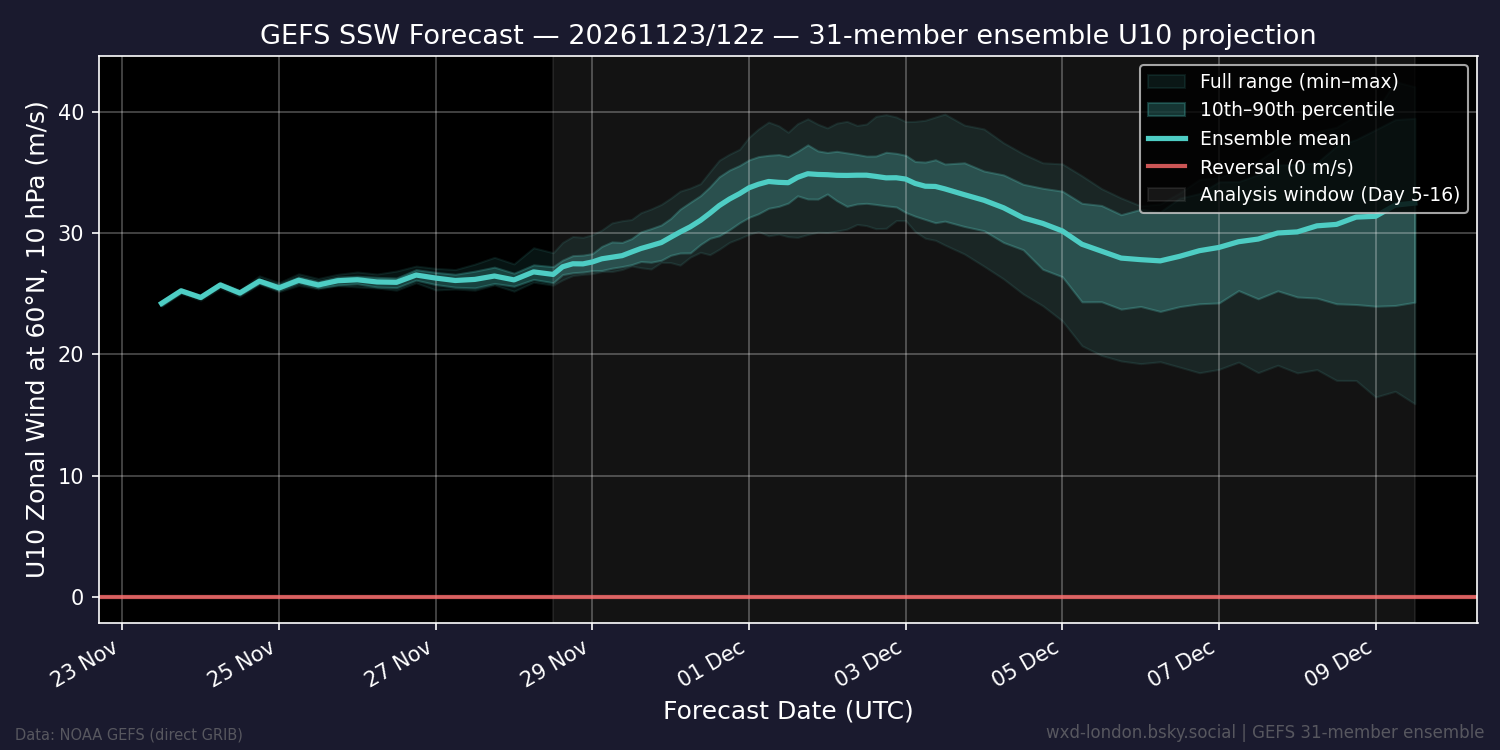 GEFS SSW Forecast — 20261123/12z — 31-member ensemble U10 projection
Full range (min–max)
10th–90th percentile
Ensemble mean
Reversal (0 m/s)
Analysis window (Day 5-16)
U10 Zonal Wind at 60°N, 10 hPa (m/s)
40
30
20
10
0
23 Nov
25 Nov
27 Nov
29 Nov
01 Dec
03 Dec
05 Dec
07 Dec
09 Dec
Forecast Date (UTC)
Data: NOAA GEFS (direct GRIB)
wxd-london.bsky.social | GEFS 31-member ensemble